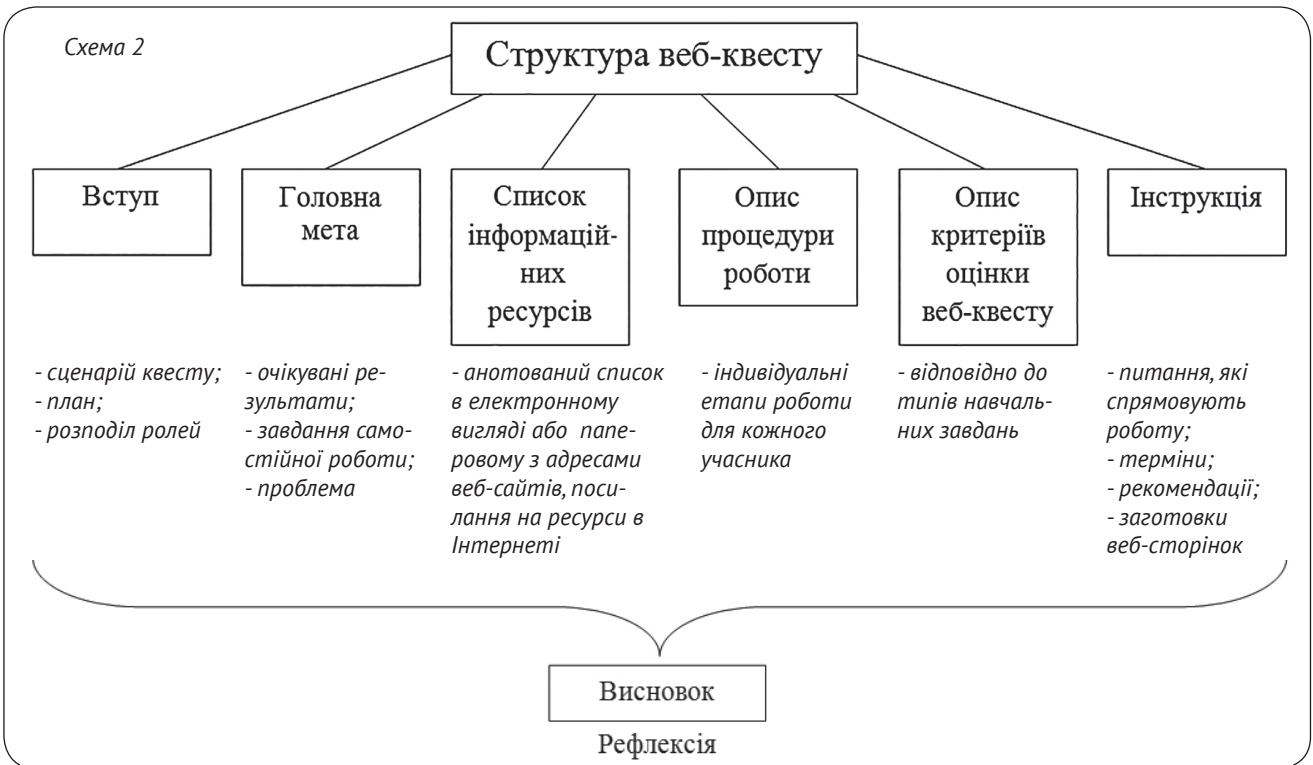 Схема 2
Структура веб-квесту
Вступ
Головна
мета
Список
інформацій-
них
ресурсів
Опис
процедури
роботи
Опис
критеріїв
оцінки
веб-квесту
Інструкція
- сценарій квесту;
- план;
- розподіл ролей
- очікувані ре-
зультати;
- завдання само-
стійної роботи;
- проблема
- анотований список
в електронному
вигляді або папе-
ровому з адресами
веб-сайтів, поси-
лання на ресурси в
Інтернеті
- індивідуальні
етапи роботи
для кожного
учасника
- відповідно до
типів навчаль-
них завдань
- питання, які
спрямовують
роботу;
- терміни;
- рекомендації;
- заготовки
веб-сторінок
Висновок
Рефлексія